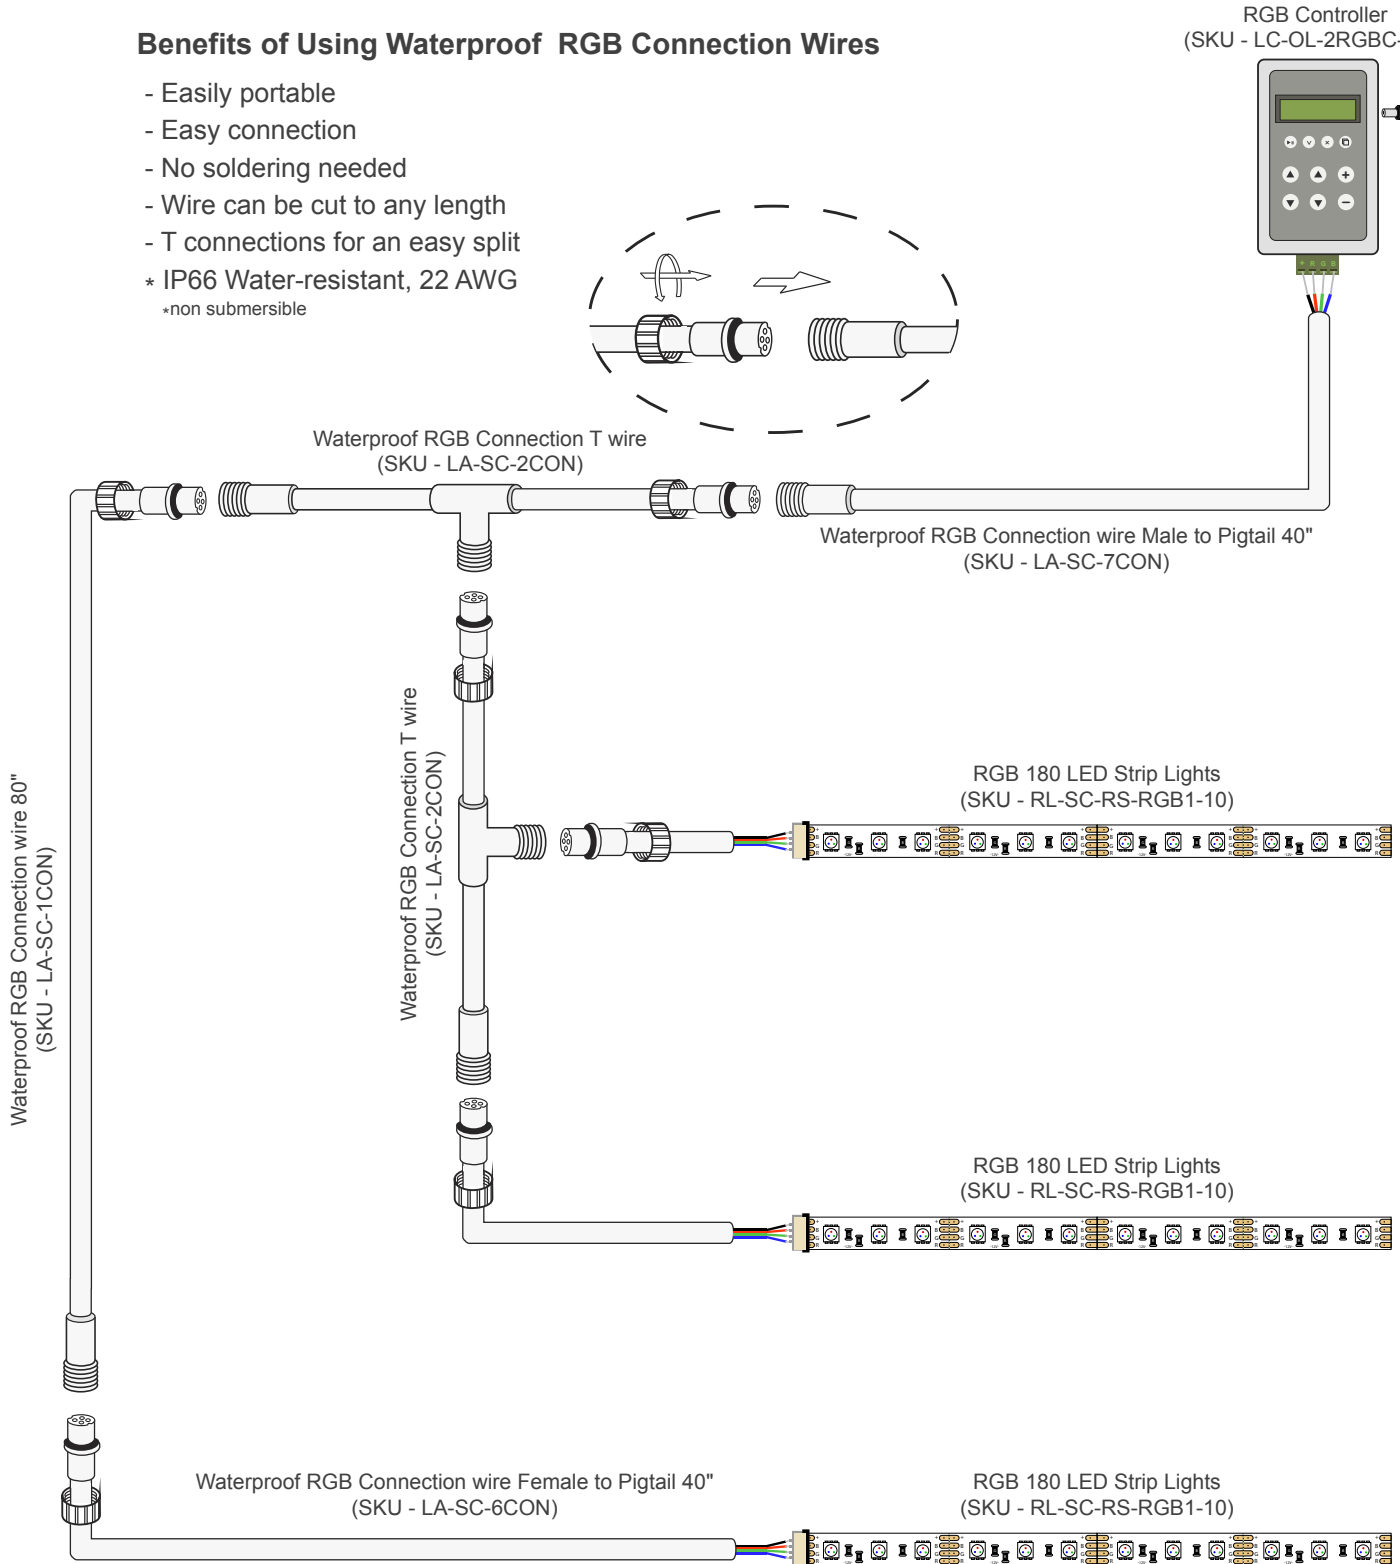 RGB Controller
(SKU - LC-OL-2RGBC-
Benefits of Using Waterproof RGB Connection Wires
- Easily portable
- Easy connection
- No soldering needed
- Wire can be cut to any length
- T connections for an easy split
* IP66 Water-resistant, 22 AWG
*non submersible
+ R G B
Waterproof RGB Connection T wire
(SKU - LA-SC-2CON)
Waterproof RGB Connection wire Male to Pigtail 40"
(SKU - LA-SC-7CON)
Waterproof RGB Connection wire 80"
(SKU - LA-SC-1CON)
Waterproof RGB Connection T wire
(SKU - LA-SC-2CON)
RGB 180 LED Strip Lights
(SKU - RL-SC-RS-RGB1-10)
RGB 180 LED Strip Lights
(SKU - RL-SC-RS-RGB1-10)
Waterproof RGB Connection wire Female to Pigtail 40"
(SKU - LA-SC-6CON)
RGB 180 LED Strip Lights
(SKU - RL-SC-RS-RGB1-10)